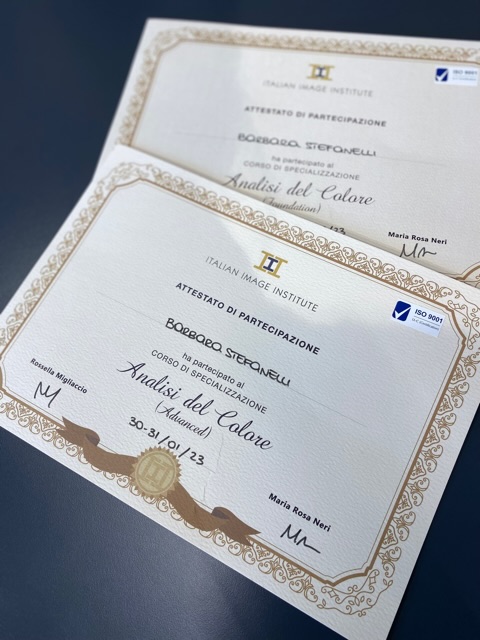 ITALIAN IMAGE INSTITUTE
ISO 9001
ATTESTATO DI PARTECIPAZIONE
BARBARA STEFANELLI
ha partecipato al
CORSO DI SPECIALIZZAZIONE
Analisi del Colore
(Foundation)
/23
Maria Rosa Neri
ITALIAN IMAGE INSTITUTE
ISO 9001
ATTESTATO DI PARTECIPAZIONE
BARBARA STEFANELLI
ha partecipato al
CORSO DI SPECIALIZZAZIONE
Analisi del Colore
(Advanced)
30-31/01/23
Rossella Migliaccio
Maria Rosa Neri